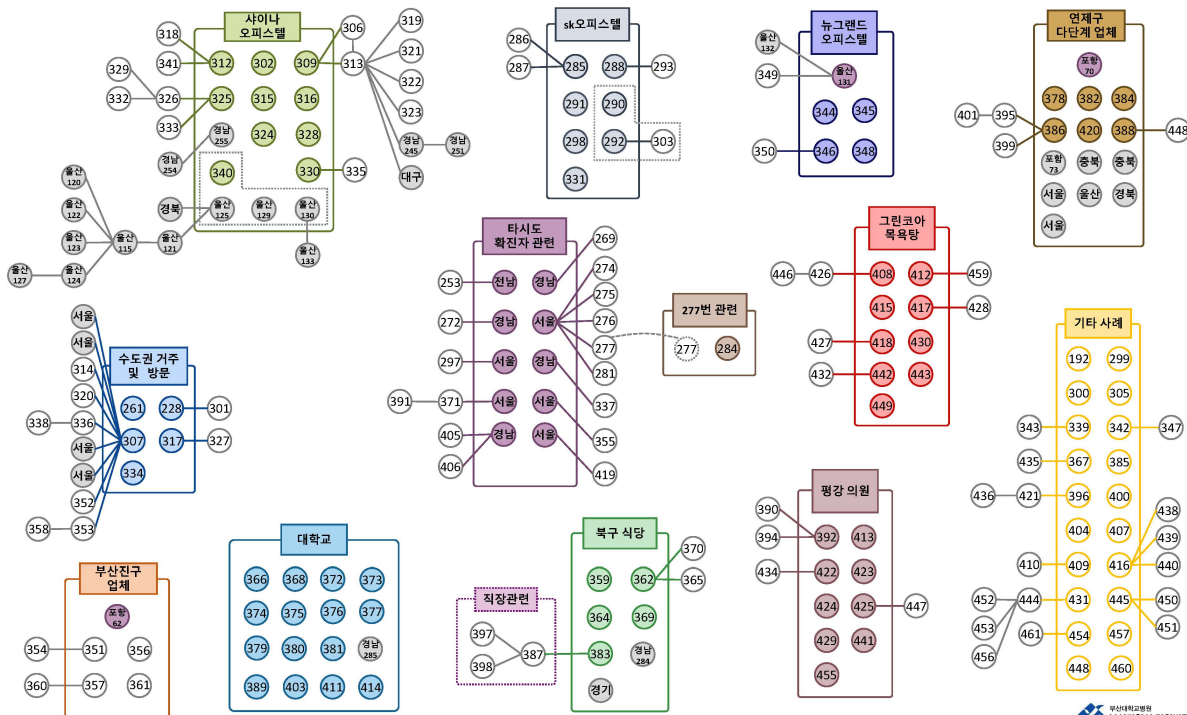 샤이나
오피스텔
318
341
312
302
309
306
313
319
321
322
323
경남
245
경남
251
대구
329
332
326
333
325
315
316
경남
255
경남
254
324
328
340
330
335
경북
울산
125
울산
129
울산
130
울산
133
울산
120
울산
122
울산
123
울산
115
울산
121
울산
127
울산
124
sk오피스텔
286
287
285
288
293
291
290
298
292
303
331
뉴그랜드
오피스텔
울산
132
349
울산
131
344
345
350
346
348
연제구
다단계 업체
포항
70
378
382
384
401
395
399
386
420
388
448
포항
73
충북
충북
서울
울산
경북
서울
타시도
확진자 관련
253
전남
경남
269
272
경남
서울
274
275
276
277
281
297
서울
경남
337
391
371
서울
서울
355
405
406
경남
서울
419
277번 관련
277
284
그린코아
목욕탕
446
426
408
412
459
415
417
428
427
418
430
432
442
443
449
기타 사례
192
299
300
305
343
339
342
347
435
367
385
436
421
396
400
404
407
438
439
440
410
409
416
452
453
456
444
431
445
450
451
461
454
457
448
460
수도권 거주
및 방문
서울
서울
314
320
338
336
서울
서울
352
358
353
261
228
301
307
317
327
334
부산진구
업체
포항
62
354
351
356
360
357
361
대학교
366
368
372
373
374
375
376
377
379
380
381
경남
285
389
403
411
414
직장관련
397
398
387
북구 식당
359
362
370
365
364
369
383
경남
284
경기
평강 의원
390
394
392
413
434
422
423
424
425
447
429
441
455
부산대학교병원